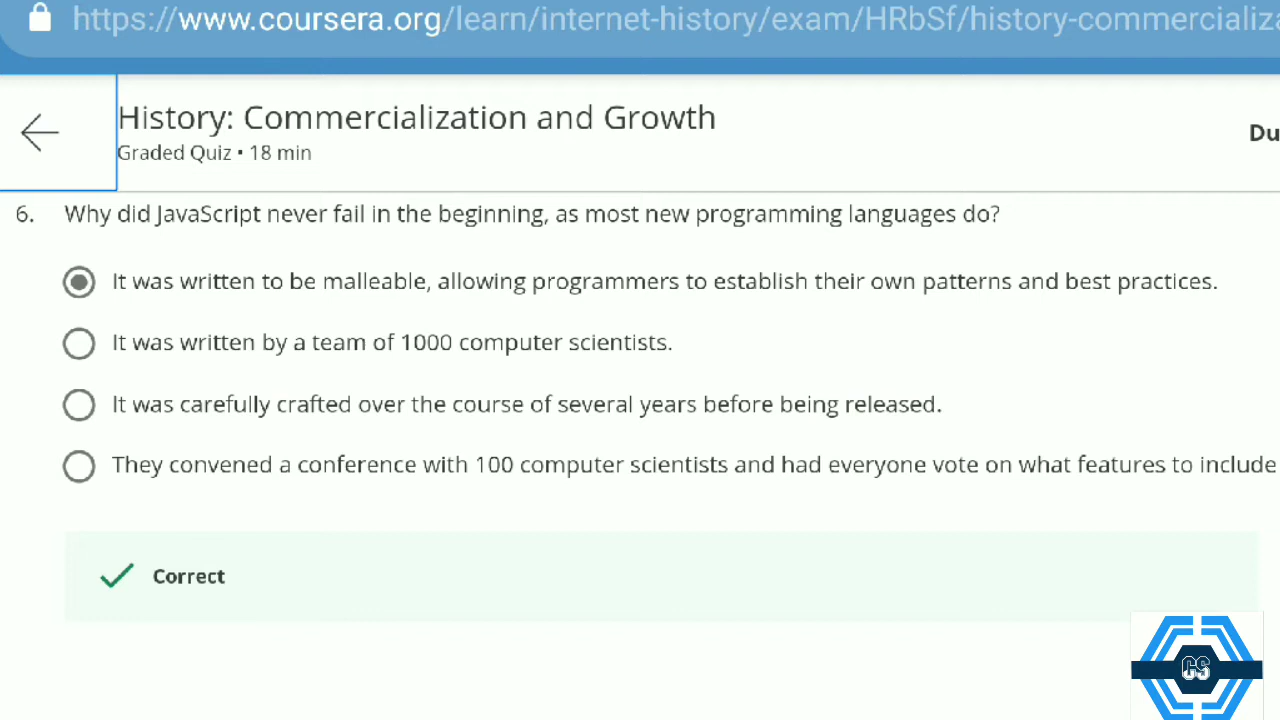 https://www.coursera.org/learn/internet-history/exam/HRbSf/history-commercializa
History: Commercialization and Growth
Graded Quiz • 18 min
Du
6. Why did JavaScript never fail in the beginning, as most new programming languages do?
It was written to be malleable, allowing programmers to establish their own patterns and best practices.
It was written by a team of 1000 computer scientists.
It was carefully crafted over the course of several years before being released.
They convened a conference with 100 computer scientists and had everyone vote on what features to include
Correct
CS